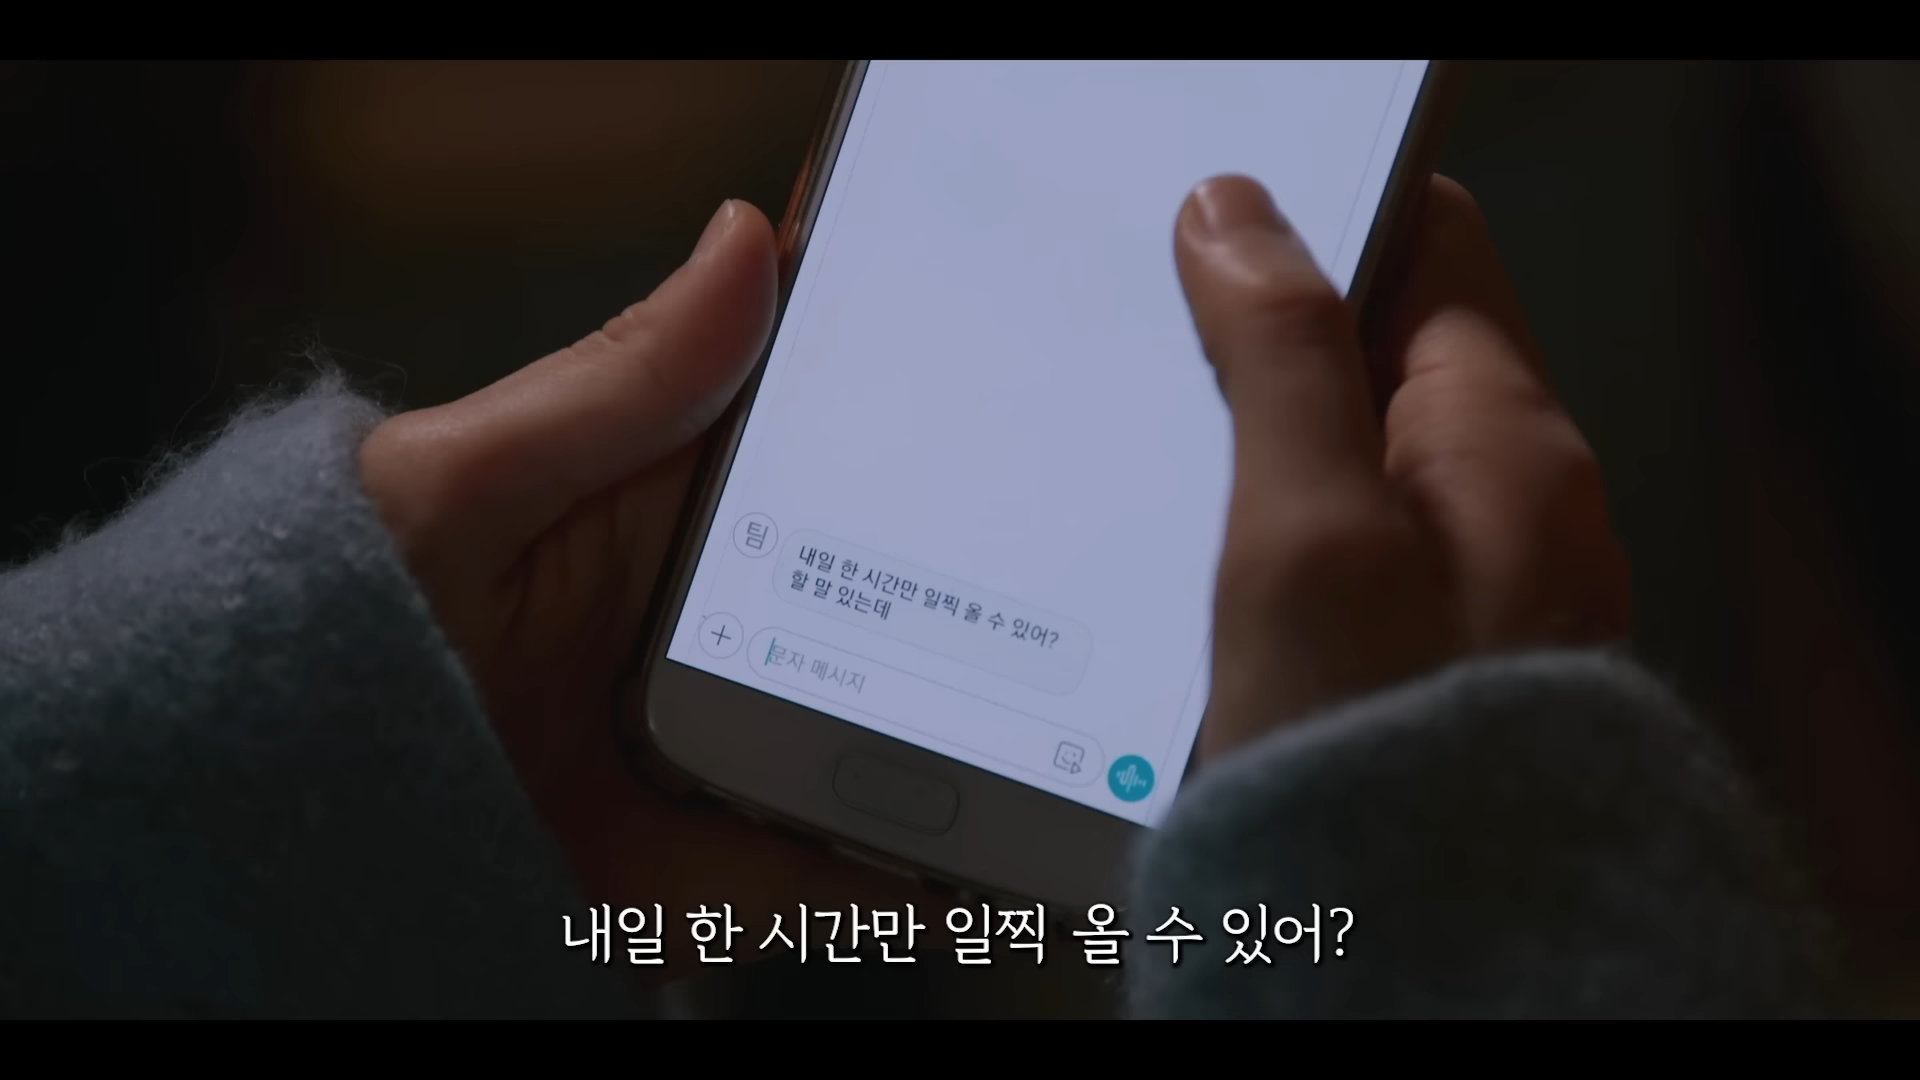 팀
내일 한 시간만 일찍 올 수 있어?
할 말 있는데
문자 메시지
내일 한 시간만 일찍 올 수 있어?